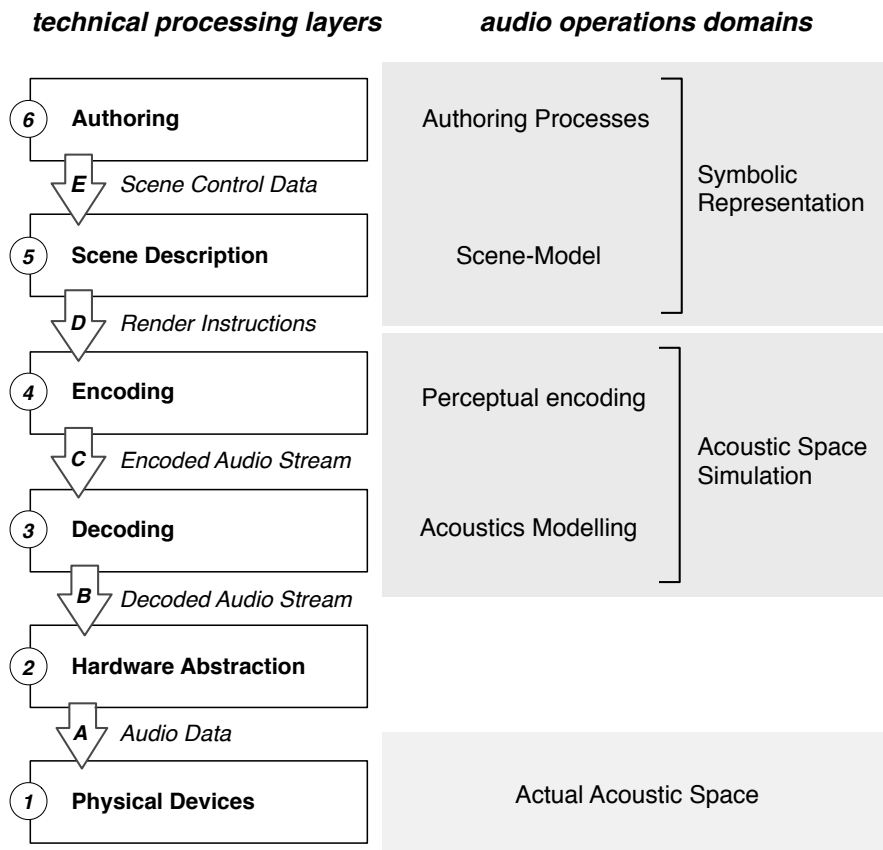 technical processing layers
audio operations domains
6
Authoring
Authoring Processes
E
Scene Control Data
Symbolic
Representation
5
Scene Description
Scene-Model
D
Render Instructions
4
Encoding
Perceptual encoding
C
Encoded Audio Stream
Acoustic Space
Simulation
3
Decoding
Acoustics Modelling
B
Decoded Audio Stream
2
Hardware Abstraction
A
Audio Data
1
Physical Devices
Actual Acoustic Space